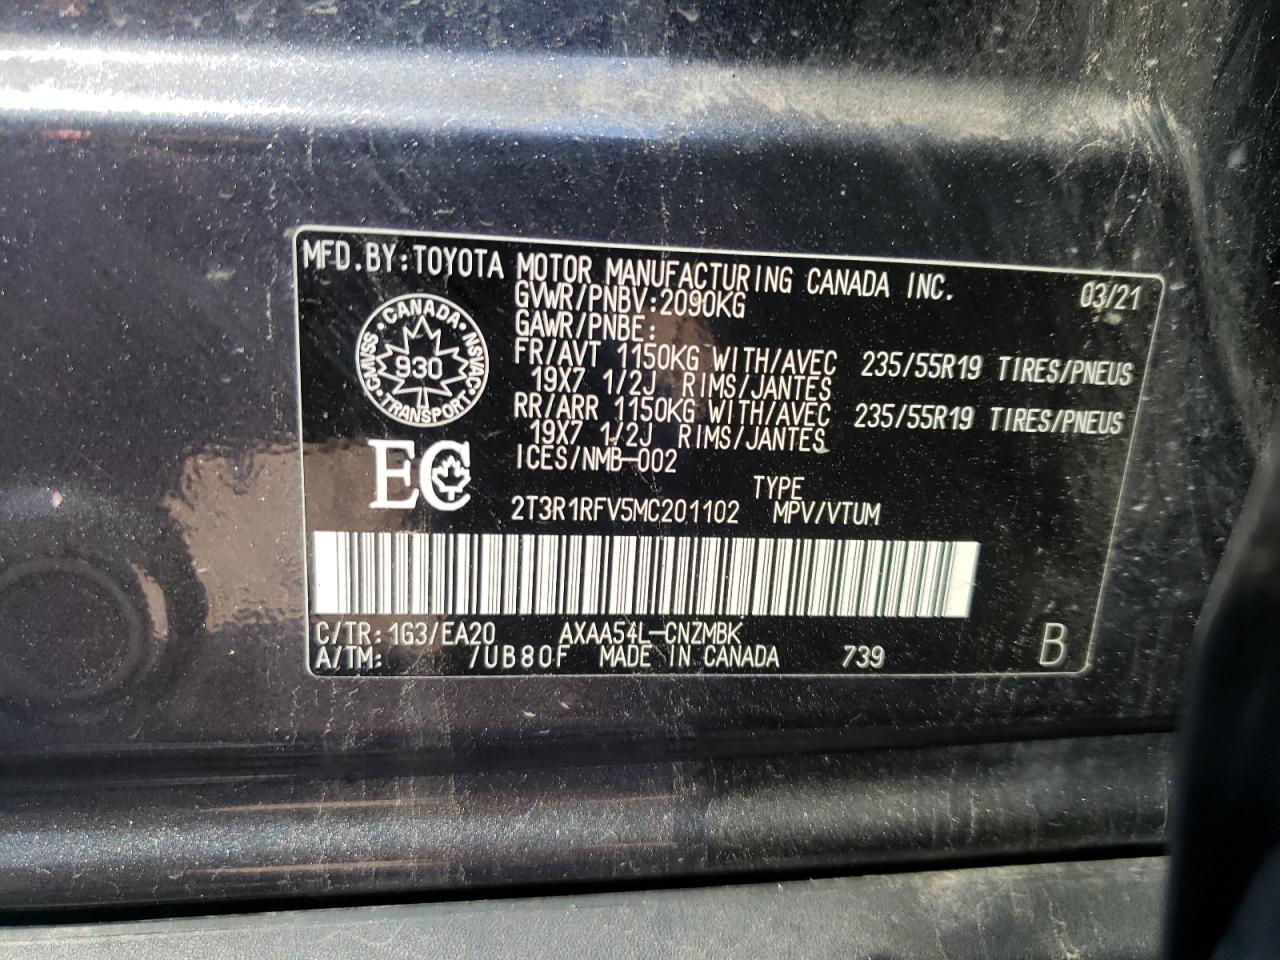 MFD.BY:TOYOTA MOTOR MANUFACTURING CANADA INC. 03/21
GVWR/PNBV:2090KG
GAWR/PNBE:
FR/AVT 1150KG WITH/AVEC 235/55R19 TIRES/PNEUS
19X7 1/2J RIMS/JANTES
RR/ARR 1150KG WITH/AVEC 235/55R19 TIRES/PNEUS
19X7 1/2J RIMS/JANTES
ICES/NMB-002
CANADA
CMVSS NSVAC
930
TRANSPORT
EC
TYPE
2T3R1RFV5MC201102 MPV/VTUM
C/TR: 1G3/EA20 AXAA54L-CNZMBK
A/TM: /UB80F MADE IN CANADA 739 B